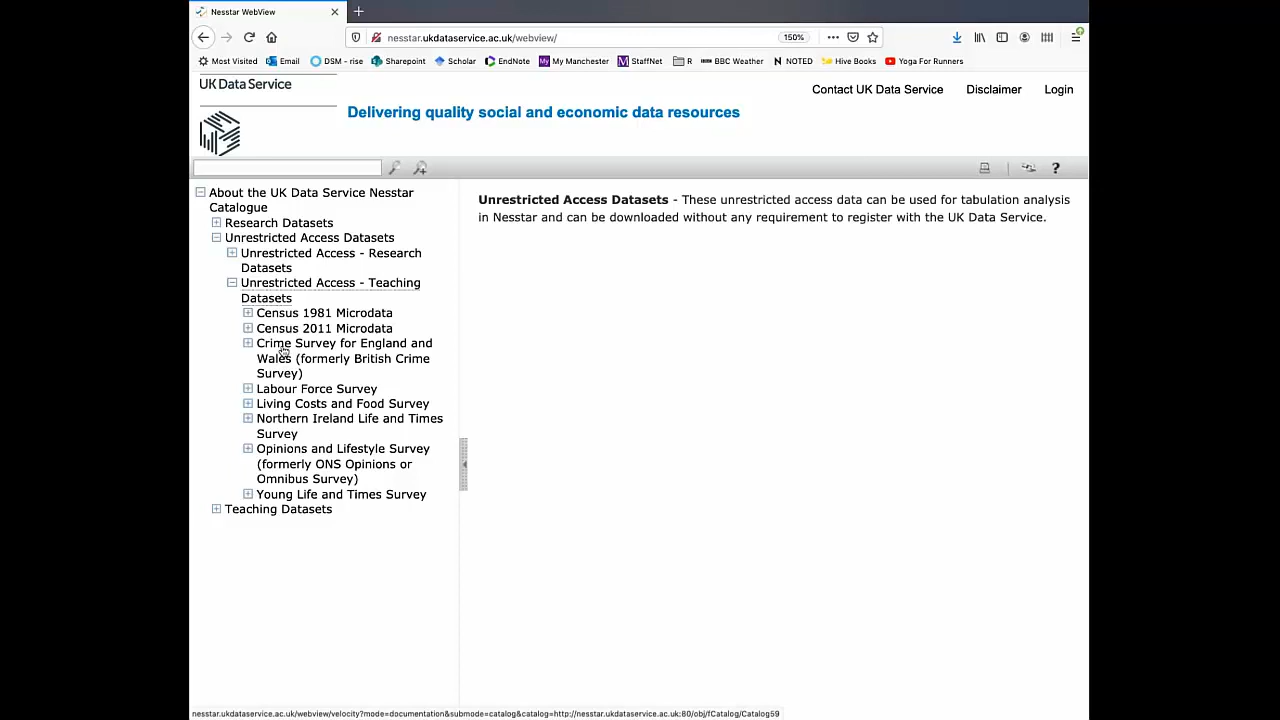 Nesstar WebView
nesstar.ukdataservice.ac.uk/webview/
150%
Most Visited Email DSM - rise Sharepoint Scholar EndNote My Manchester StaffNet R BBC Weather NOTED Hive Books Yoga For Runners
UK Data Service
Contact UK Data Service Disclaimer Login
Delivering quality social and economic data resources
?
About the UK Data Service Nesstar
Catalogue
Research Datasets
Unrestricted Access Datasets
Unrestricted Access - Research
Datasets
Unrestricted Access - Teaching
Datasets
Census 1981 Microdata
Census 2011 Microdata
Crime Survey for England and
Wales (formerly British Crime
Survey)
Labour Force Survey
Living Costs and Food Survey
Northern Ireland Life and Times
Survey
Opinions and Lifestyle Survey
(formerly ONS Opinions or
Omnibus Survey)
Young Life and Times Survey
Teaching Datasets
Unrestricted Access Datasets - These unrestricted access data can be used for tabulation analysis
in Nesstar and can be downloaded without any requirement to register with the UK Data Service.
nesstar.ukdataservice.ac.uk/webview/velocity?mode=documentation&submode=catalog&catalog=http://nesstar.ukdataservice.ac.uk:80/obj/fCatalog/Catalog59